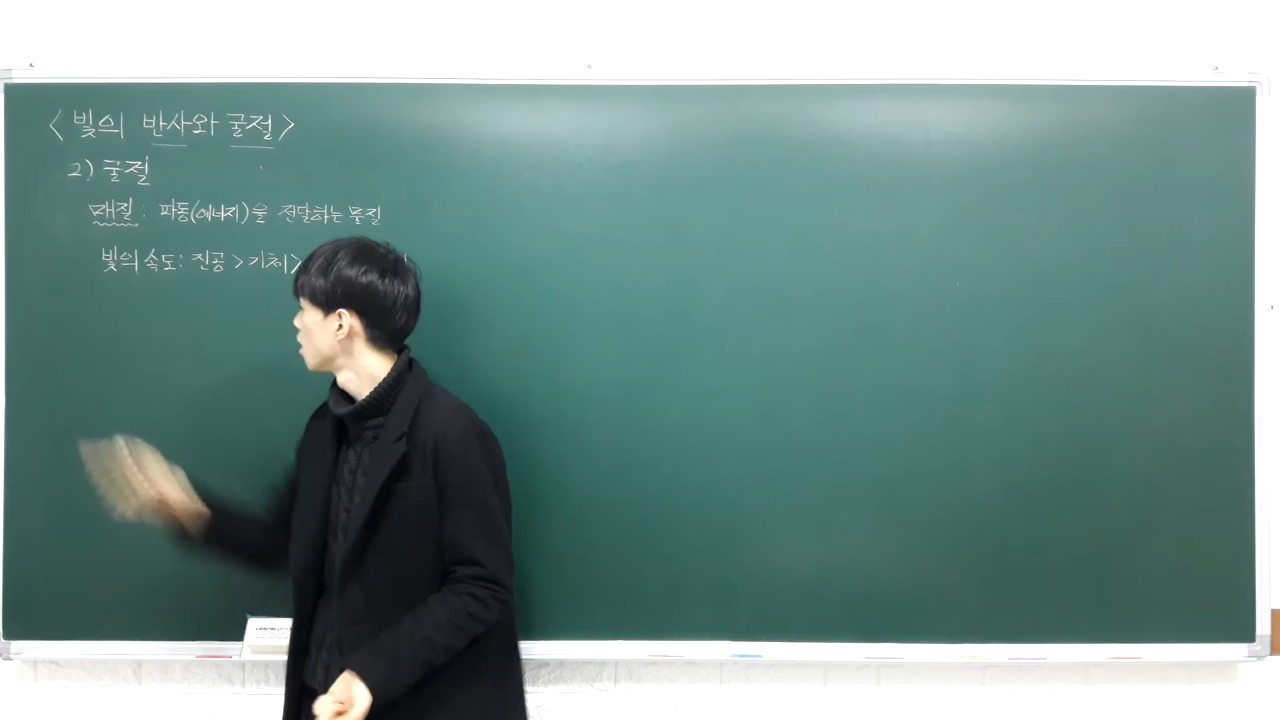 <빛의 반사와 굴절>
2) 굴절
매질 : 파동(에너지)을 전달하는 물질
빛의 속도 : 진공 > 기체 >